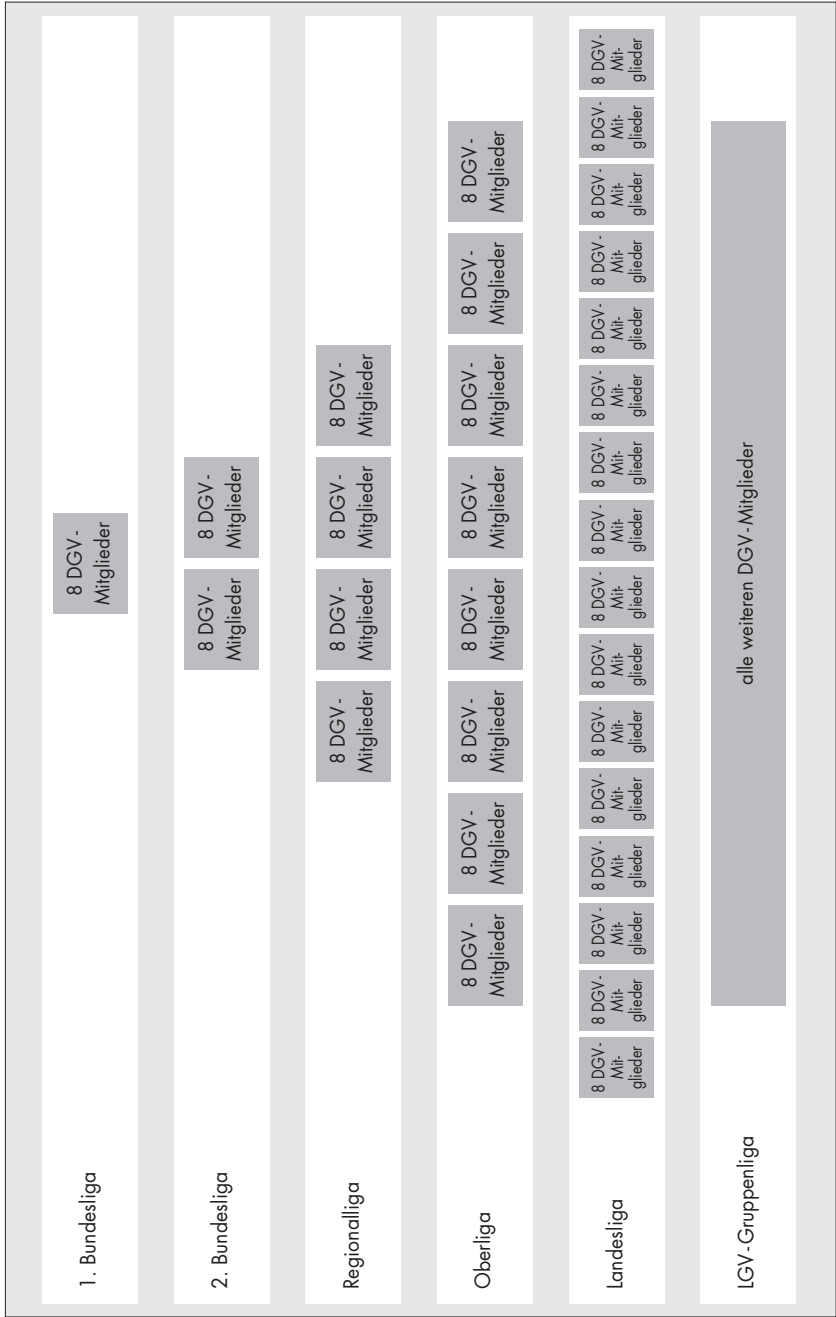 1. Bundesliga
8 DGV-
Mitglieder
2. Bundesliga
8 DGV-
Mitglieder
8 DGV-
Mitglieder
Regionalliga
8 DGV-
Mitglieder
8 DGV-
Mitglieder
8 DGV-
Mitglieder
8 DGV-
Mitglieder
Oberliga
8 DGV-
Mitglieder
8 DGV-
Mitglieder
8 DGV-
Mitglieder
8 DGV-
Mitglieder
8 DGV-
Mitglieder
8 DGV-
Mitglieder
8 DGV-
Mitglieder
8 DGV-
Mitglieder
Landesliga
8 DGV-
Mit-
glieder
8 DGV-
Mit-
glieder
8 DGV-
Mit-
glieder
8 DGV-
Mit-
glieder
8 DGV-
Mit-
glieder
8 DGV-
Mit-
glieder
8 DGV-
Mit-
glieder
8 DGV-
Mit-
glieder
8 DGV-
Mit-
glieder
8 DGV-
Mit-
glieder
8 DGV-
Mit-
glieder
8 DGV-
Mit-
glieder
8 DGV-
Mit-
glieder
8 DGV-
Mit-
glieder
8 DGV-
Mit-
glieder
8 DGV-
Mit-
glieder
LGV-Gruppenliga
alle weiteren DGV-Mitglieder